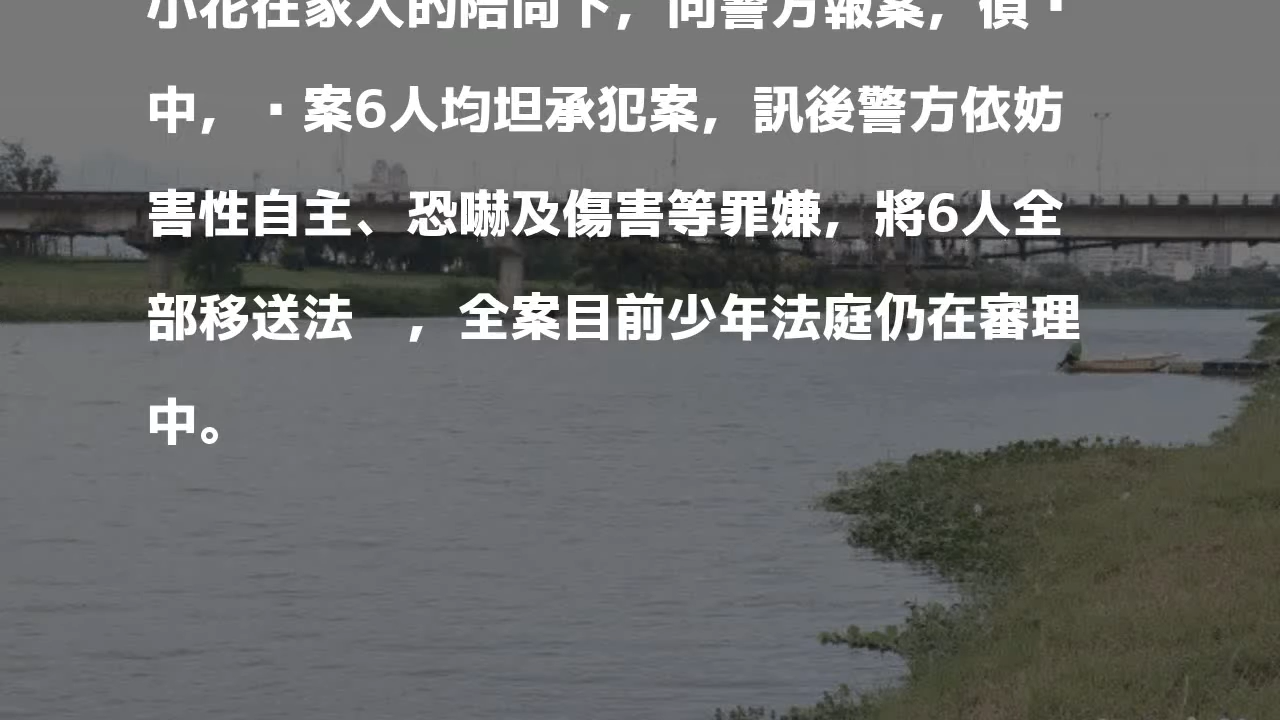 小花在家人的陪同下，向警方報案，偵·
中，·案6人均坦承犯案，訊後警方依妨
害性自主、恐嚇及傷害等罪嫌，將6人全
部移送法　，全案目前少年法庭仍在審理
中。